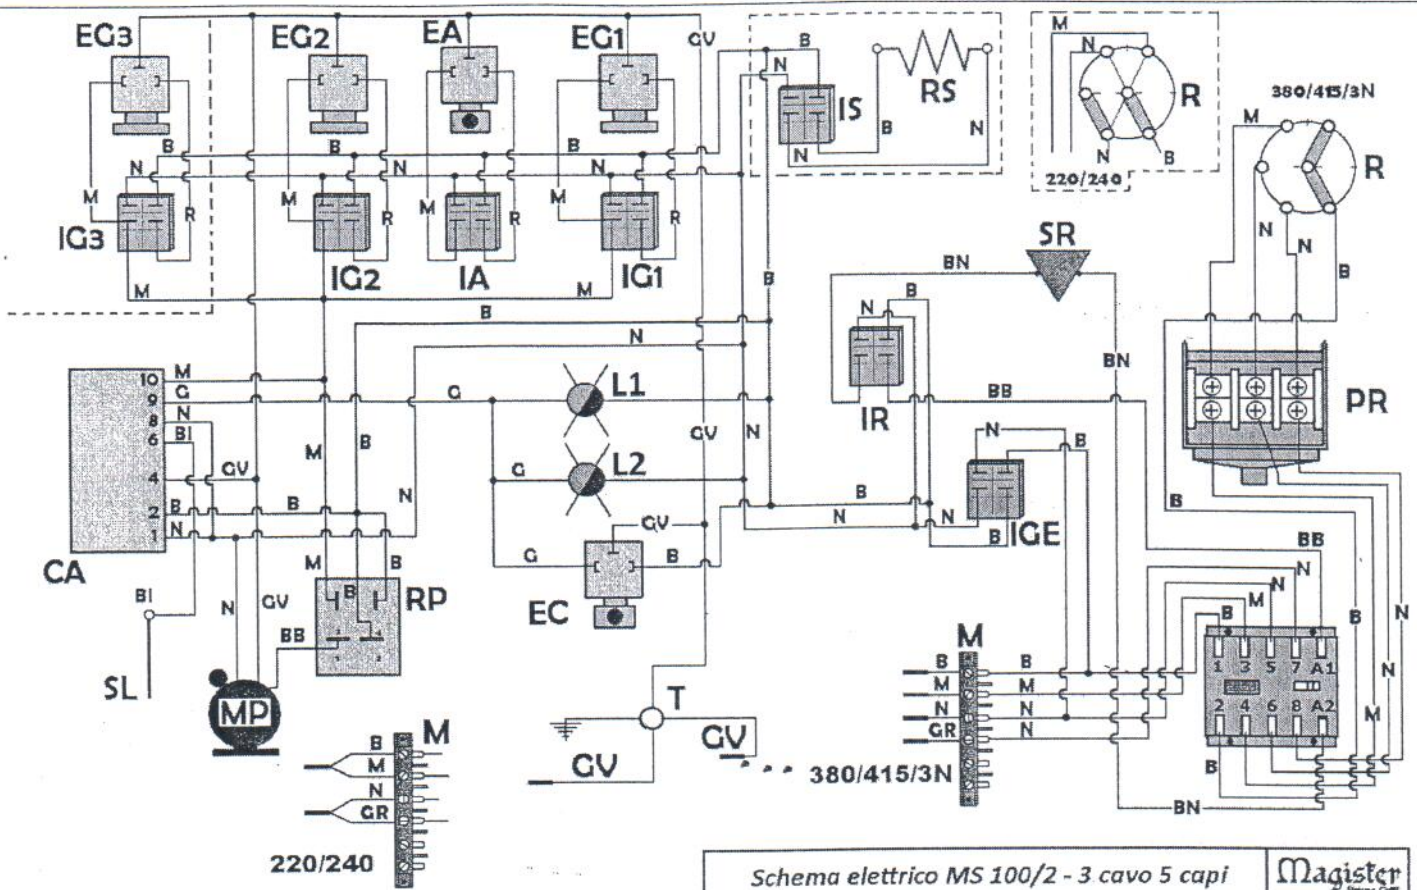 EG3
EG2
EA
EG1
GV
B
N
IS
RS
B
N
N
M
N
R
N
B
220/240
380/415/3N
M
R
N
N
B
B
B
B
N
N
N
M
R
M
R
M
R
M
R
IG3
IG2
IA
IG1
M
M
B
B
N
SR
BN
BN
N
B
IR
BB
CA
10
9
8
6
4
2
1
M
G
N
BI
GV
B
N
M
B
B
N
G
L1
G
L2
GV
N
B
N
N
B
N
B
IGE
PR
G
GV
B
EC
M
B
B
RP
BI
SL
N
GV
BB
MP
T
GV
GV
M
B
M
N
GR
220/240
M
B
M
N
GR
B
M
N
N
380/415/3N
B
BB
N
N
M
B
1 3 5 7 A1
2 4 6 8 A2
B
BN
B
M
N
N
Schema elettrico MS 100/2 - 3 cavo 5 capi
Magister